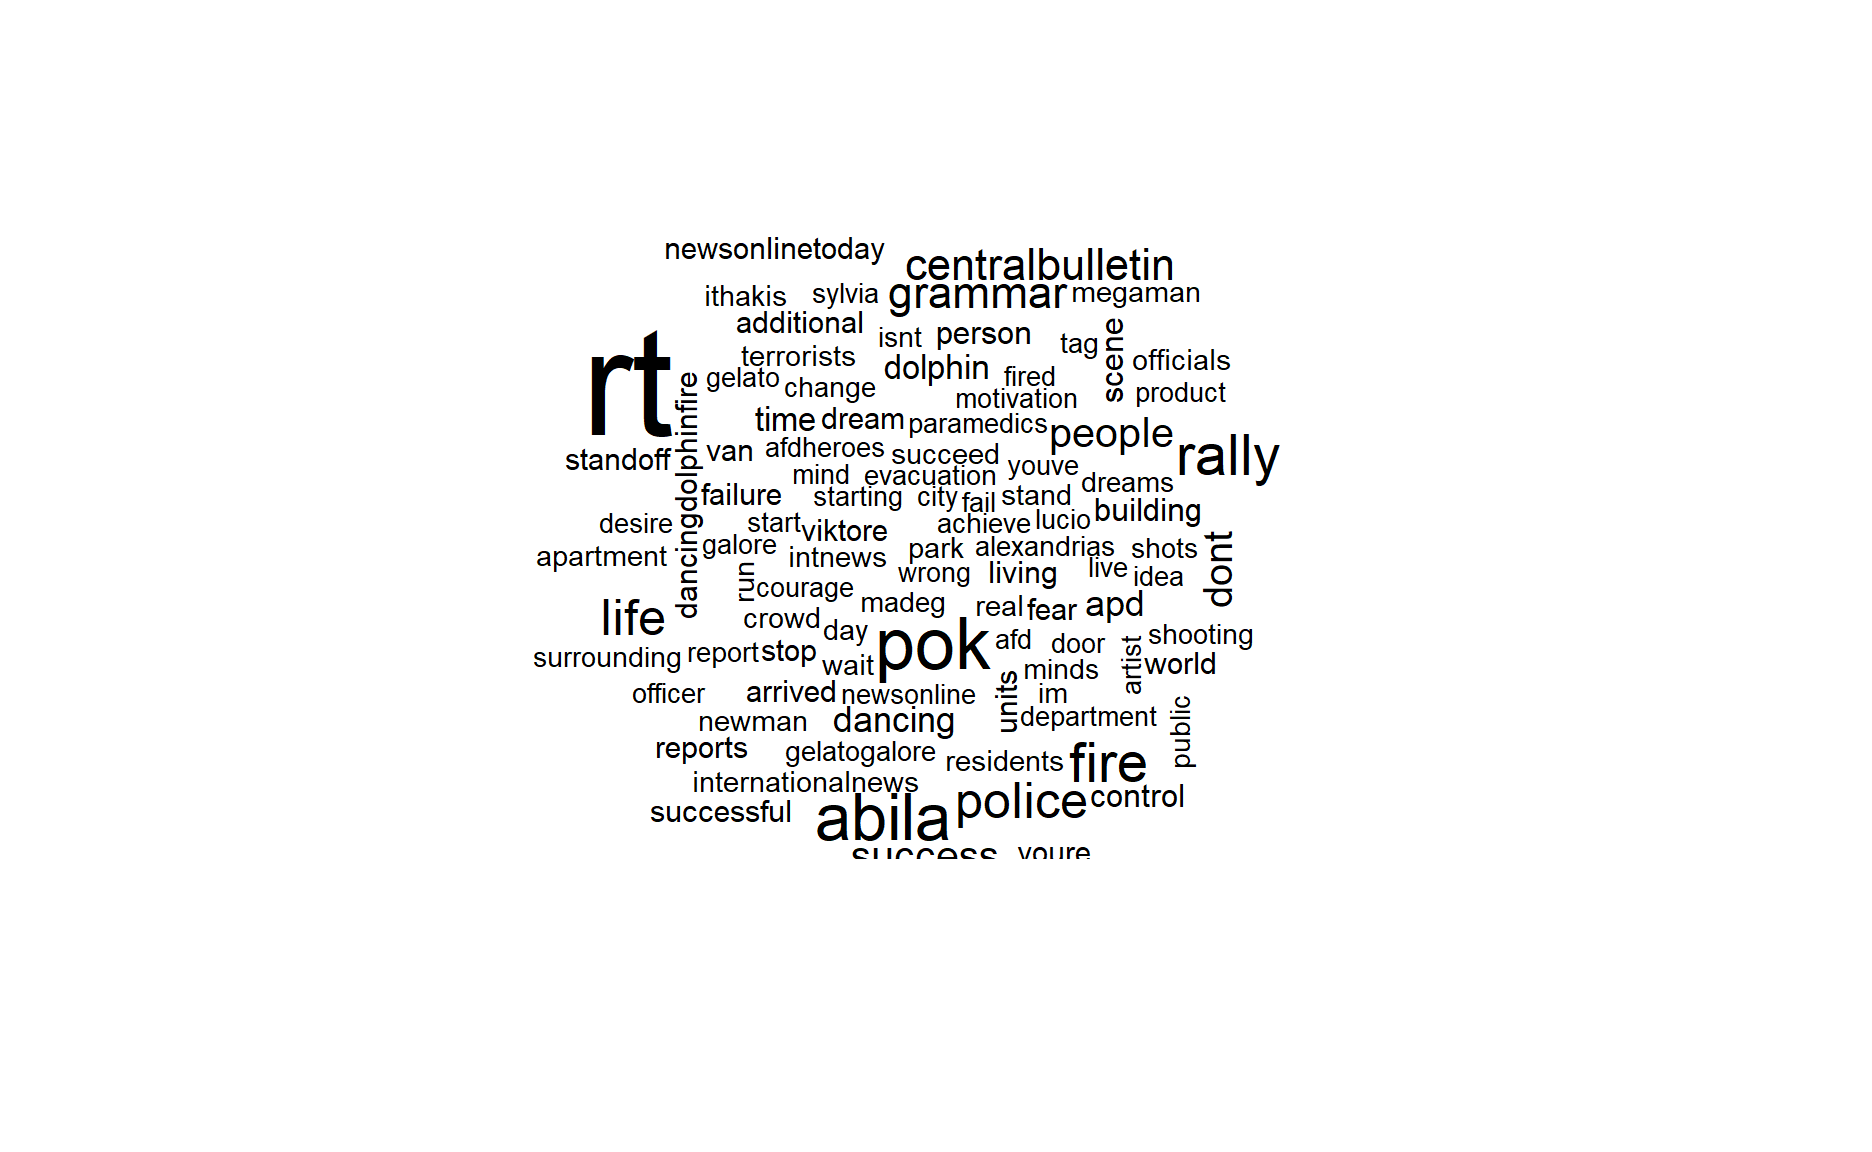 newsonlinetoday
centralbulletin
ithakis sylvia grammar megaman
additional isnt person tag scene
rt terrorists dolphin officials
gelato change fired product
motivation
dancingdolphinfire time dream paramedics people
standoff van afdheroes succeed rally
mind evacuation youve dreams
failure starting city fail stand building
desire start viktore achieve lucio
apartment galore intnews park alexandrias shots dont
run courage wrong living live idea
life crowd madeg real fear apd
day pok afd door shooting
surrounding report stop wait minds artist world
officer arrived newsonline units im
newman dancing department public
reports gelatogalore residents fire
internationalnews
successful abila police control
success youre